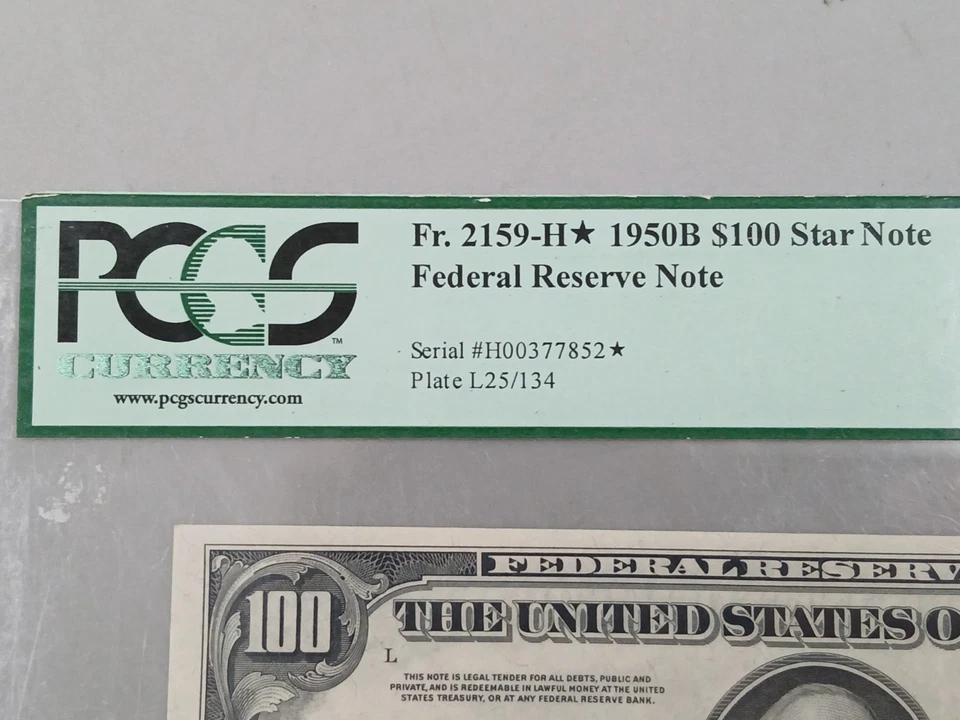 PCGS™
CURRENCY
www.pcgscurrency.com
Fr. 2159-H★ 1950B $100 Star Note
Federal Reserve Note
Serial #H00377852★
Plate L25/134
FEDERAL RESERV
100
THE UNITED STATES O
L
THIS NOTE IS LEGAL TENDER FOR ALL DEBTS, PUBLIC AND
PRIVATE, AND IS REDEEMABLE IN LAWFUL MONEY AT THE UNITED
STATES TREASURY, OR AT ANY FEDERAL RESERVE BANK.